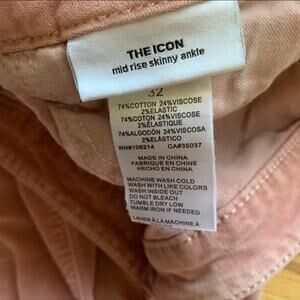 THE ICON
mid rise skinny ankle
32
74%COTTON 24%VISCOSE
2%ELASTIC
74%COTON 24%VISCOSE
2%ÉLASTIQUE
74%ALGODÓN 24%VISCOSA
2%ELÁSTICO
RN#106214 CA#35037
MADE IN CHINA
FABRIQUÉ EN CHINE
HECHO EN CHINA
MACHINE WASH COLD
WASH WITH LIKE COLORS
WASH INSIDE OUT
DO NOT BLEACH
TUMBLE DRY LOW
WARM IRON IF NEEDED
LAVER À LA MACHINE À